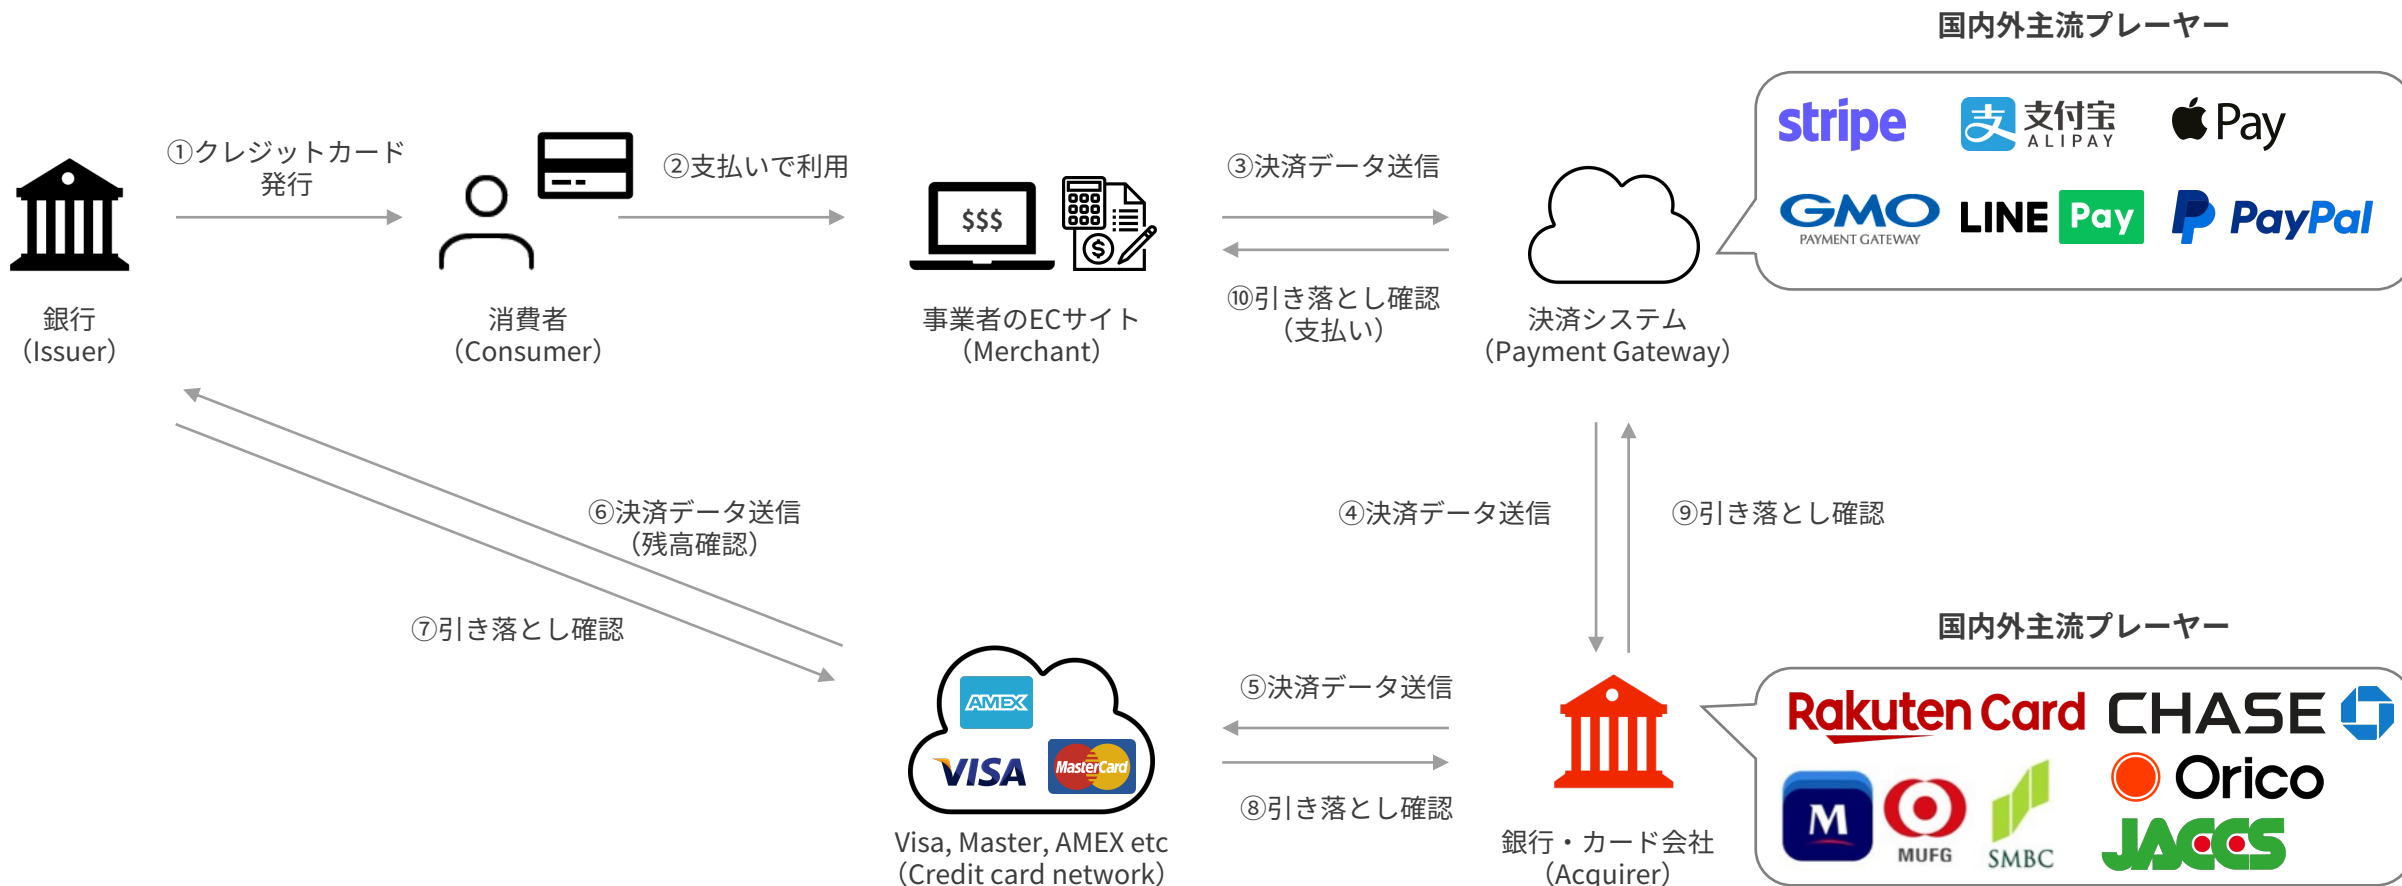 国内外主流プレーヤー
stripe
支付宝
ALIPAY
Pay
GMO
PAYMENT GATEWAY
LINE Pay
PayPal
①クレジットカード
発行
②支払いで利用
③決済データ送信
$$$
$
⑩引き落とし確認
（支払い）
銀行
（Issuer）
消費者
（Consumer）
事業者のECサイト
（Merchant）
決済システム
（Payment Gateway）
⑥決済データ送信
（残高確認）
④決済データ送信
⑨引き落とし確認
⑦引き落とし確認
国内外主流プレーヤー
⑤決済データ送信
⑧引き落とし確認
AMEX
VISA
MasterCard
Visa, Master, AMEX etc
（Credit card network）
銀行・カード会社
（Acquirer）
Rakuten Card
CHASE
Orico
M
MUFG
SMBC
JACCS